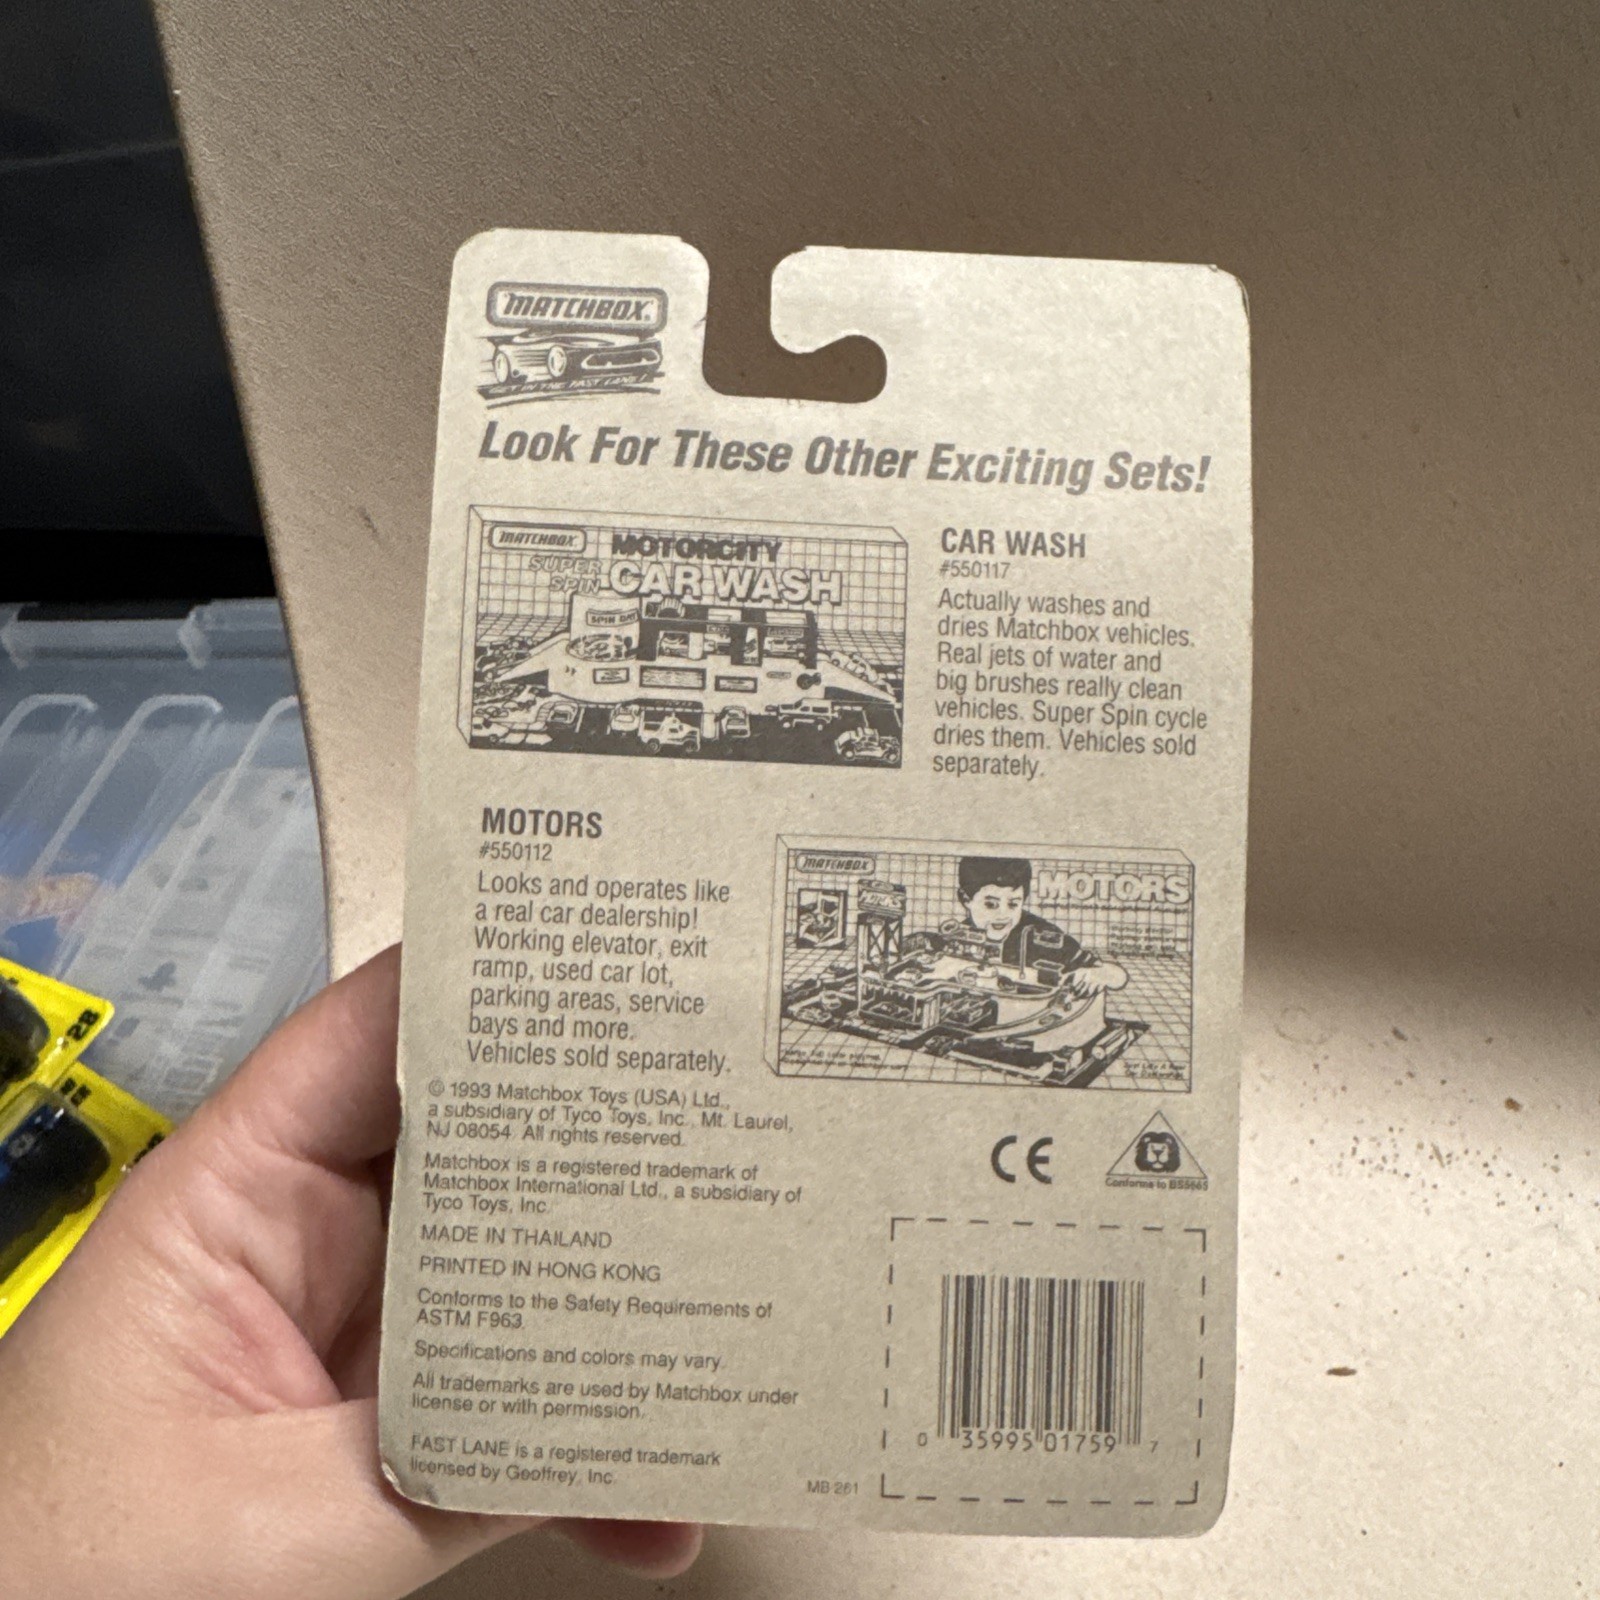 MATCHBOX
GET IN THE FAST LANE!
Look For These Other Exciting Sets!
MATCHBOX
MOTORCITY
SUPER SPIN
CAR WASH
SPIN DRY
CAR WASH
#550117
Actually washes and
dries Matchbox vehicles.
Real jets of water and
big brushes really clean
vehicles. Super Spin cycle
dries them. Vehicles sold
separately.
MOTORS
#550112
Looks and operates like
a real car dealership!
Working elevator, exit
ramp, used car lot,
parking areas, service
bays and more.
Vehicles sold separately.
MATCHBOX
MOTORS
© 1993 Matchbox Toys (USA) Ltd.,
a subsidiary of Tyco Toys, Inc., Mt. Laurel,
NJ 08054. All rights reserved.
Matchbox is a registered trademark of
Matchbox International Ltd., a subsidiary of
Tyco Toys, Inc.
MADE IN THAILAND
PRINTED IN HONG KONG
Conforms to the Safety Requirements of
ASTM F963.
Specifications and colors may vary.
All trademarks are used by Matchbox under
license or with permission.
FAST LANE is a registered trademark
licensed by Geoffrey, Inc.
MB 261
CE
Conforms to BS5665
0 35995 01759 7
28